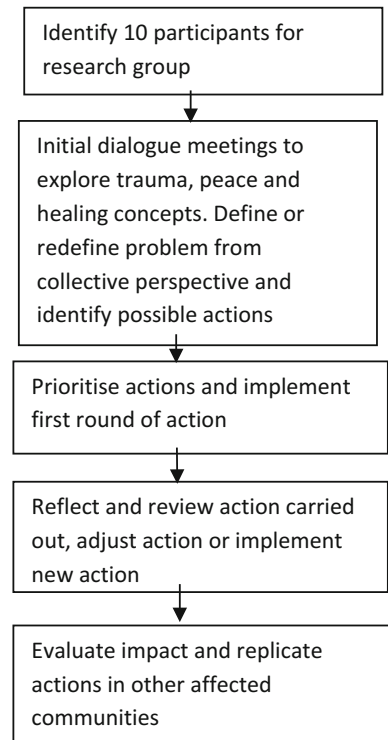 Identify 10 participants for
research group
Initial dialogue meetings to
explore trauma, peace and
healing concepts. Define or
redefine problem from
collective perspective and
identify possible actions
Prioritise actions and implement
first round of action
Reflect and review action carried
out, adjust action or implement
new action
Evaluate impact and replicate
actions in other affected
communities